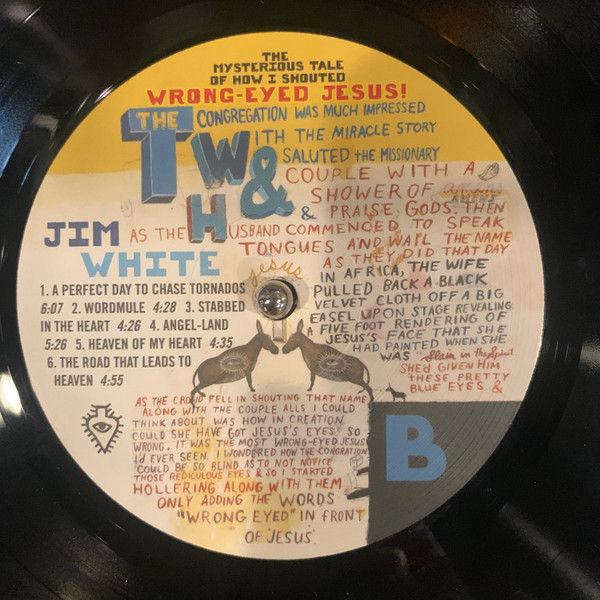 THE
MYSTERIOUS TALE
OF HOW I SHOUTED
WRONG-EYED JESUS!
THE CONGREGATION WAS MUCH IMPRESSED
WITH THE MIRACLE STORY
& SALUTED THE MISSIONARY
COUPLE WITH A
SHOWER OF
AMENS
& PRAISE, GODS. THEN
JIM AS THE HUSBAND COMMENCED TO SPEAK
WHITE TONGUES AND WAIL THE NAME
Jesus AS THEY DID THAT DAY
IN AFRICA, THE WIFE
PULLED BACK A BLACK
VELVET CLOTH OFF A BIG
EASEL UP ON STAGE REVEALING
A FIVE FOOT RENDERING OF
JESUS'S FACE THAT SHE
HAD PAINTED WHEN SHE
WAS "Slain in the Spirit
SHE'D GIVEN HIM
THESE PRETTY
BLUE EYES &
1. A PERFECT DAY TO CHASE TORNADOS
6:07 2. WORDMULE 4:28 3. STABBED
IN THE HEART 4:26 4. ANGEL-LAND
5:26 5. HEAVEN OF MY HEART 4:35
6. THE ROAD THAT LEADS TO
HEAVEN 4:55
AS THE CROWD FELL IN SHOUTING THAT NAME
ALONG WITH THE COUPLE ALLS I COULD
THINK ABOUT WAS HOW IN CREATION
COULD SHE HAVE GOT JESUS'S EYES SO
WRONG, IT WAS THE MOST WRONG-EYED JESUS
I'D EVER SEEN. I WONDERED HOW THE CONGRATION
COULD BE SO BLIND AS TO NOT NOTICE
THOSE REDIKULOUS EYES & SO I STARTED
HOLLERING ALONG WITH THEM
ONLY ADDING THE WORDS
"WRONG EYED" IN FRONT
OF "JESUS"
B